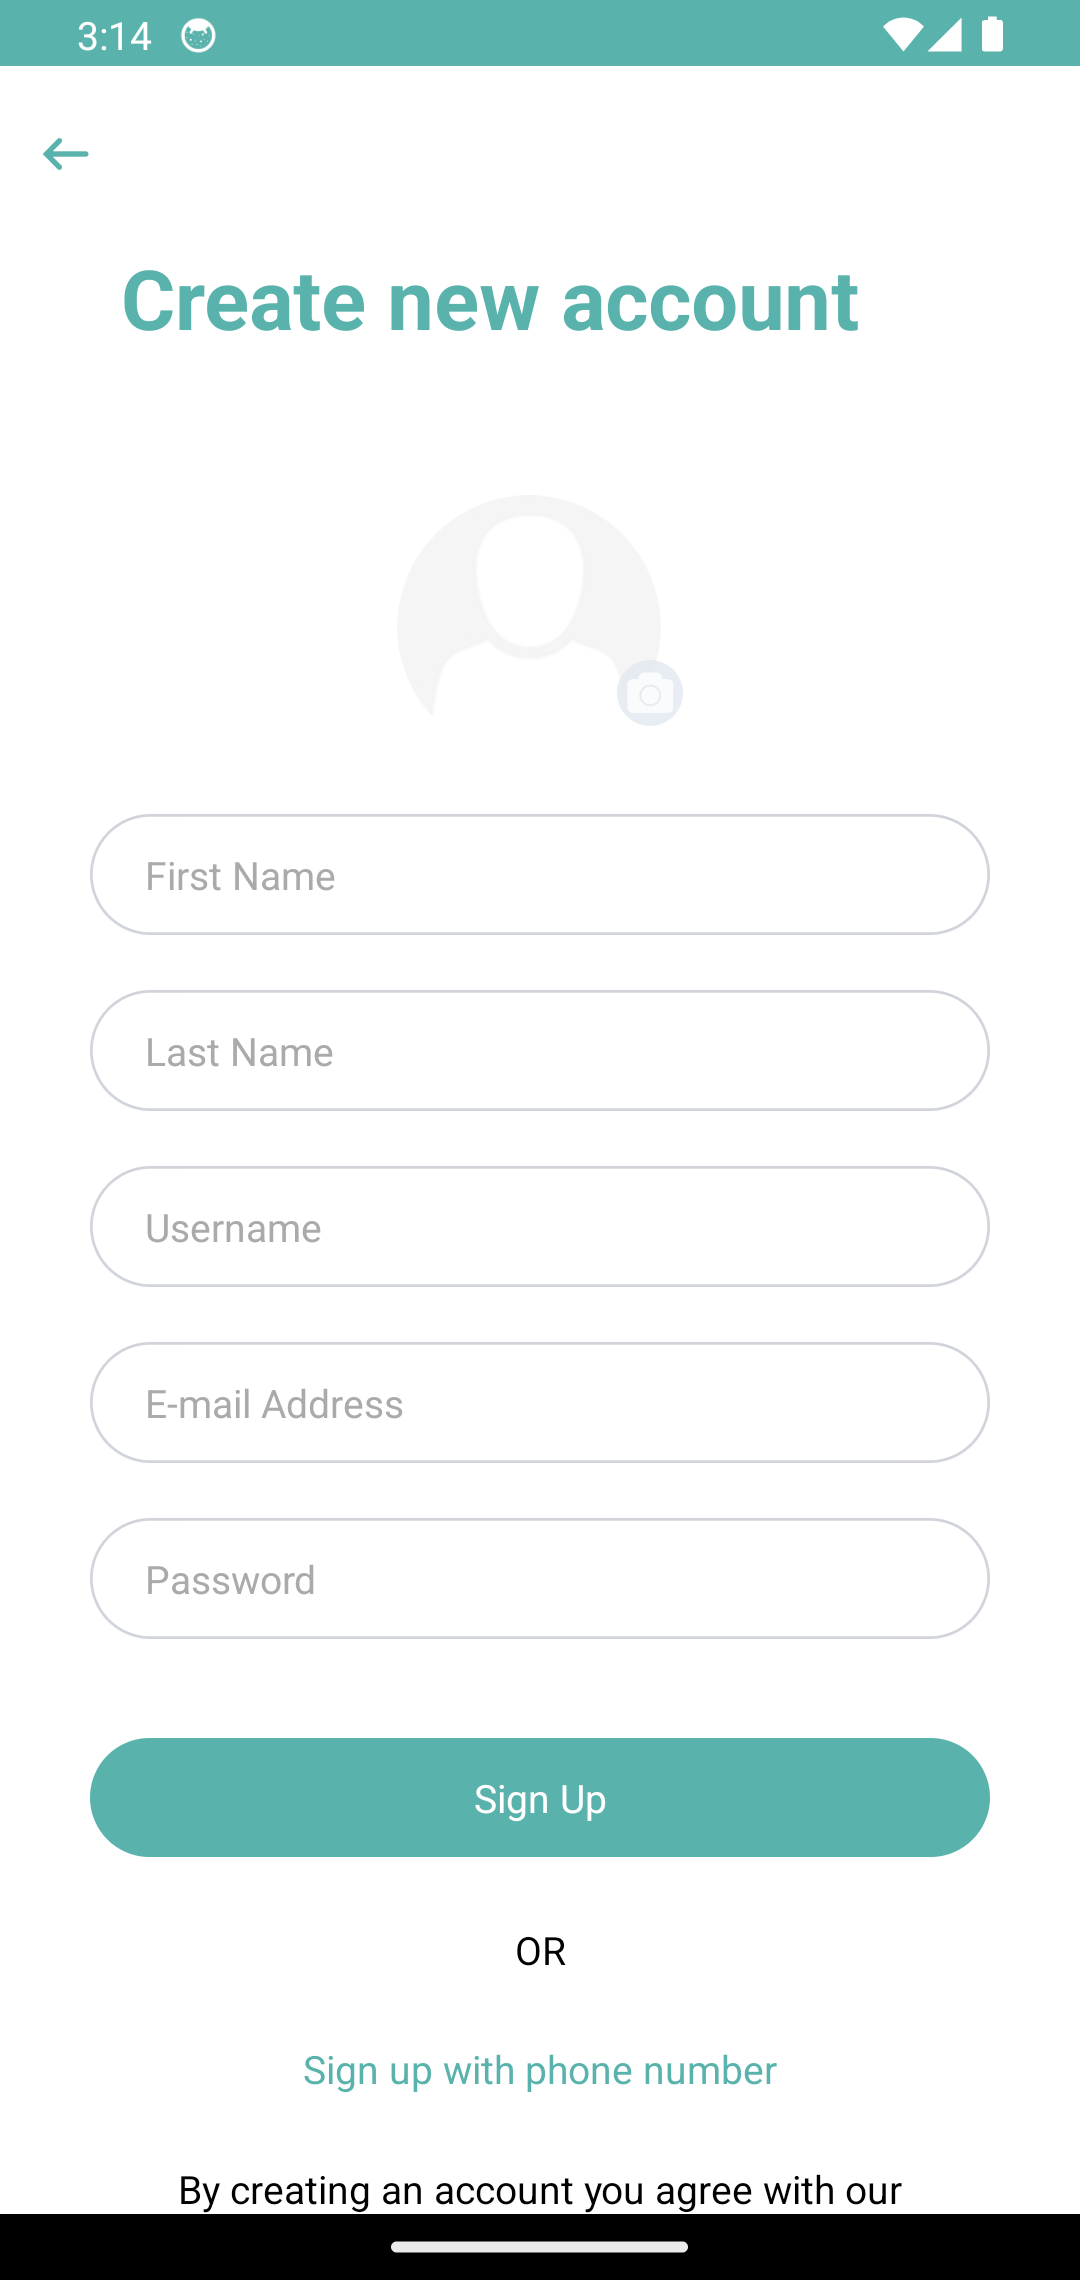 3:14
Create new account
First Name
Last Name
Username
E-mail Address
Password
Sign Up
OR
Sign up with phone number
By creating an account you agree with our